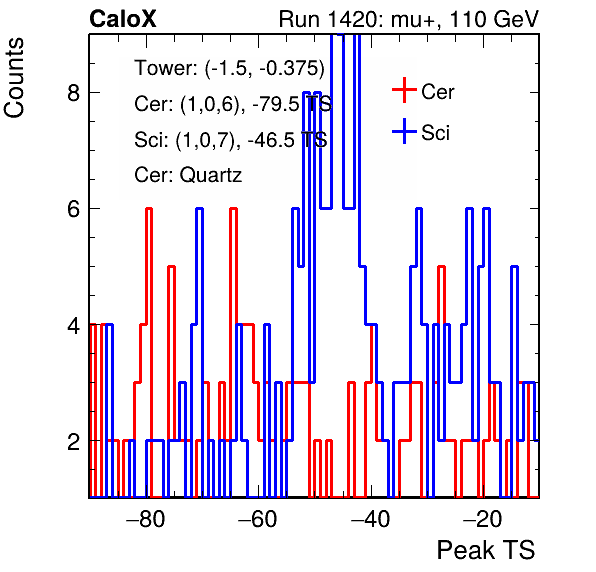 CaloX Run 1420: mu+, 110 GeV
Counts
Tower: (-1.5, -0.375)
Cer: (1,0,6), -79.5 TS
Sci: (1,0,7), -46.5 TS
Cer: Quartz
Cer
Sci
8
6
4
2
−80 −60 −40 −20
Peak TS